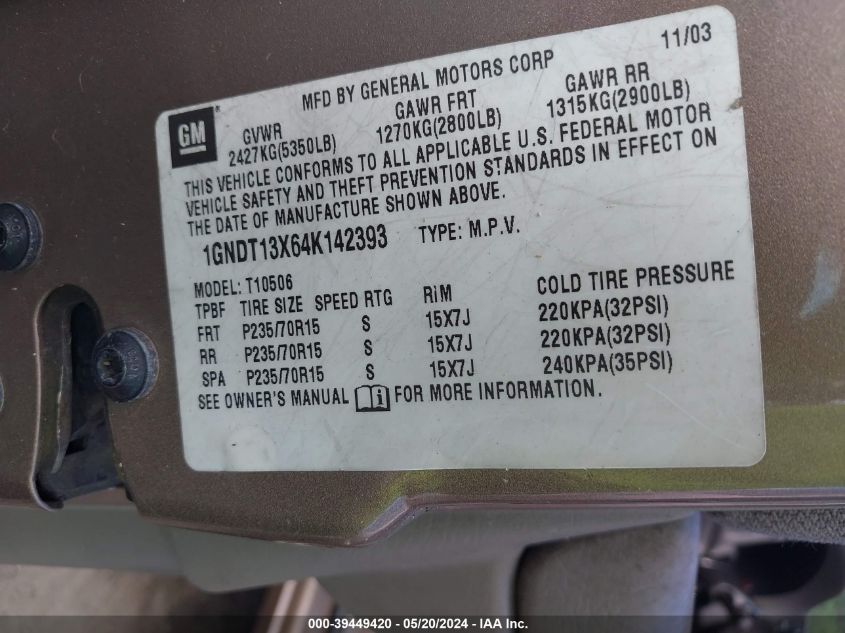 11/03
MFD BY GENERAL MOTORS CORP
GM
GVWR GAWR FRT GAWR RR
2427KG(5350LB) 1270KG(2800LB) 1315KG(2900LB)
THIS VEHICLE CONFORMS TO ALL APPLICABLE U.S. FEDERAL MOTOR
VEHICLE SAFETY AND THEFT PREVENTION STANDARDS IN EFFECT ON
THE DATE OF MANUFACTURE SHOWN ABOVE.
1GNDT13X64K142393 TYPE: M.P.V.
MODEL: T10506
TPBF TIRE SIZE SPEED RTG RIM COLD TIRE PRESSURE
FRT P235/70R15 S 15X7J 220KPA(32PSI)
RR P235/70R15 S 15X7J 220KPA(32PSI)
SPA P235/70R15 S 15X7J 240KPA(35PSI)
SEE OWNER'S MANUAL i FOR MORE INFORMATION.
000-39449420 - 05/20/2024 - IAA Inc.